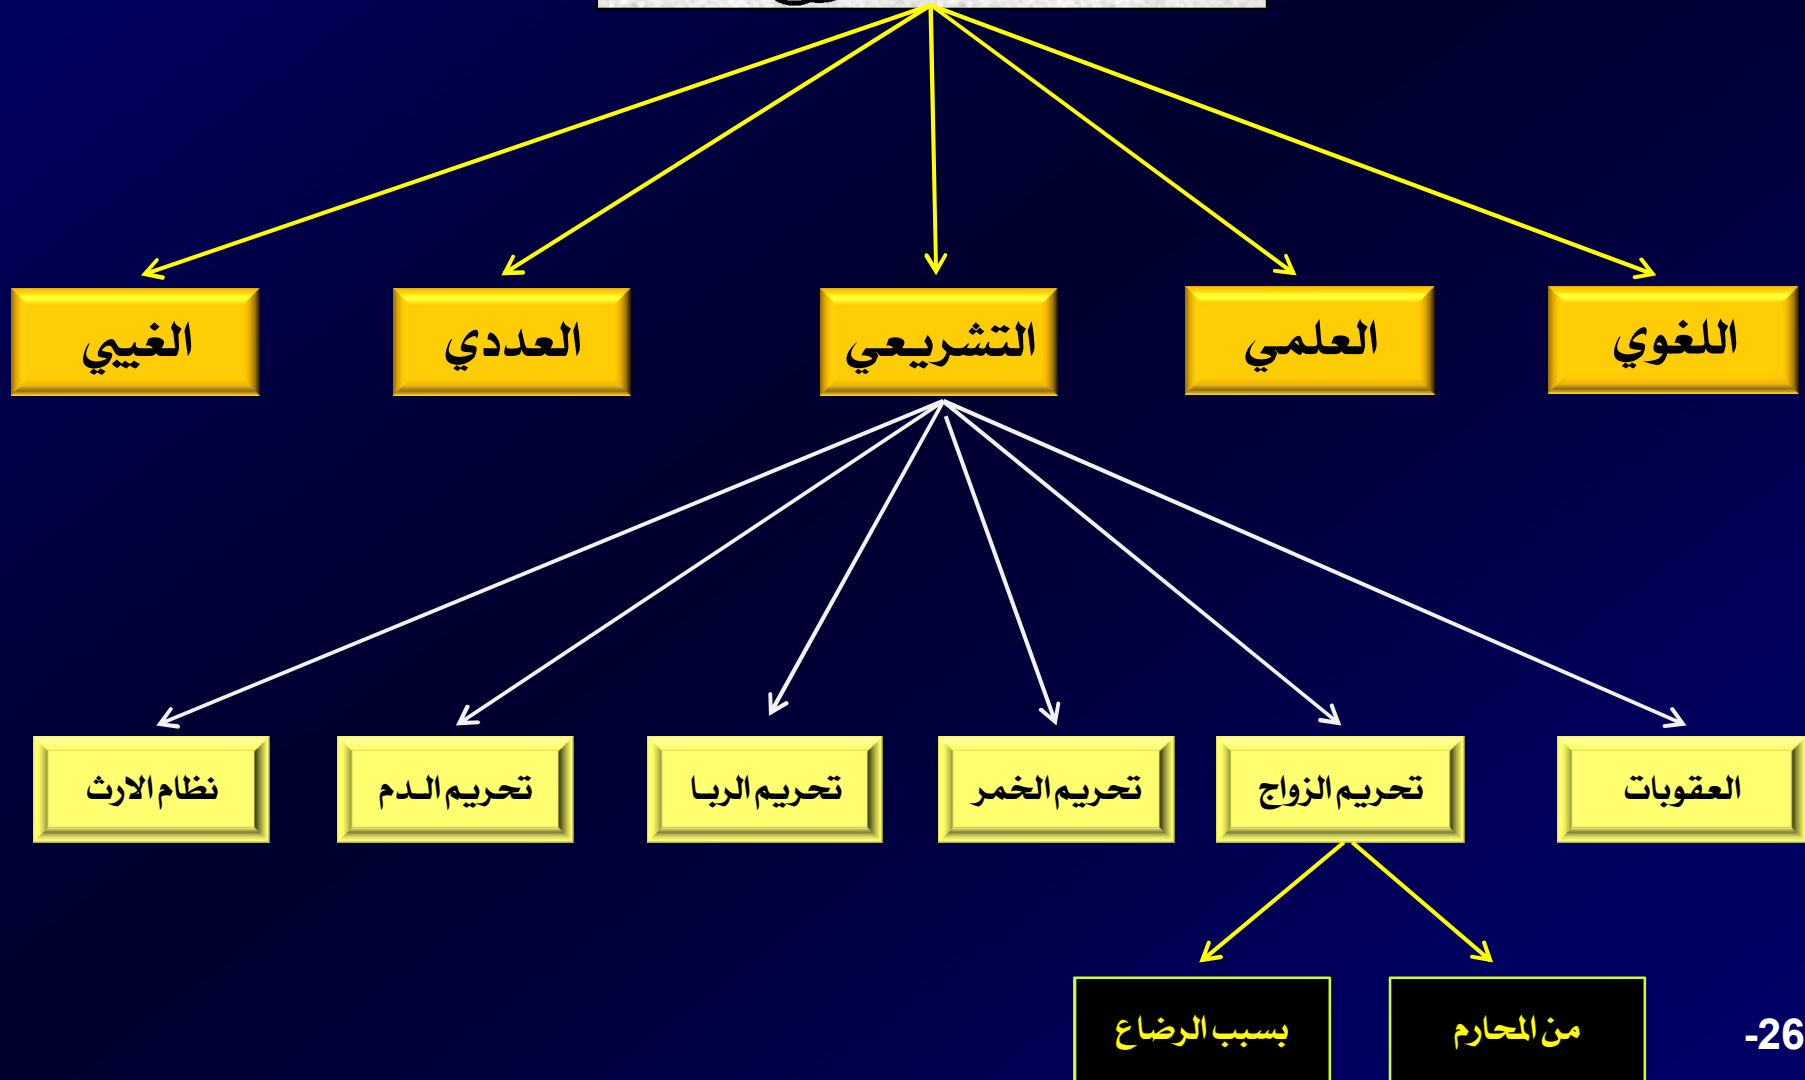 اللغوي
العلمي
التشريعي
العددي
الغيبي
العقوبات
تحريم الزواج
تحريم الخمر
تحريم الربا
تحريم الدم
نظام الارث
من المحارم
بسبب الرضاع
-26